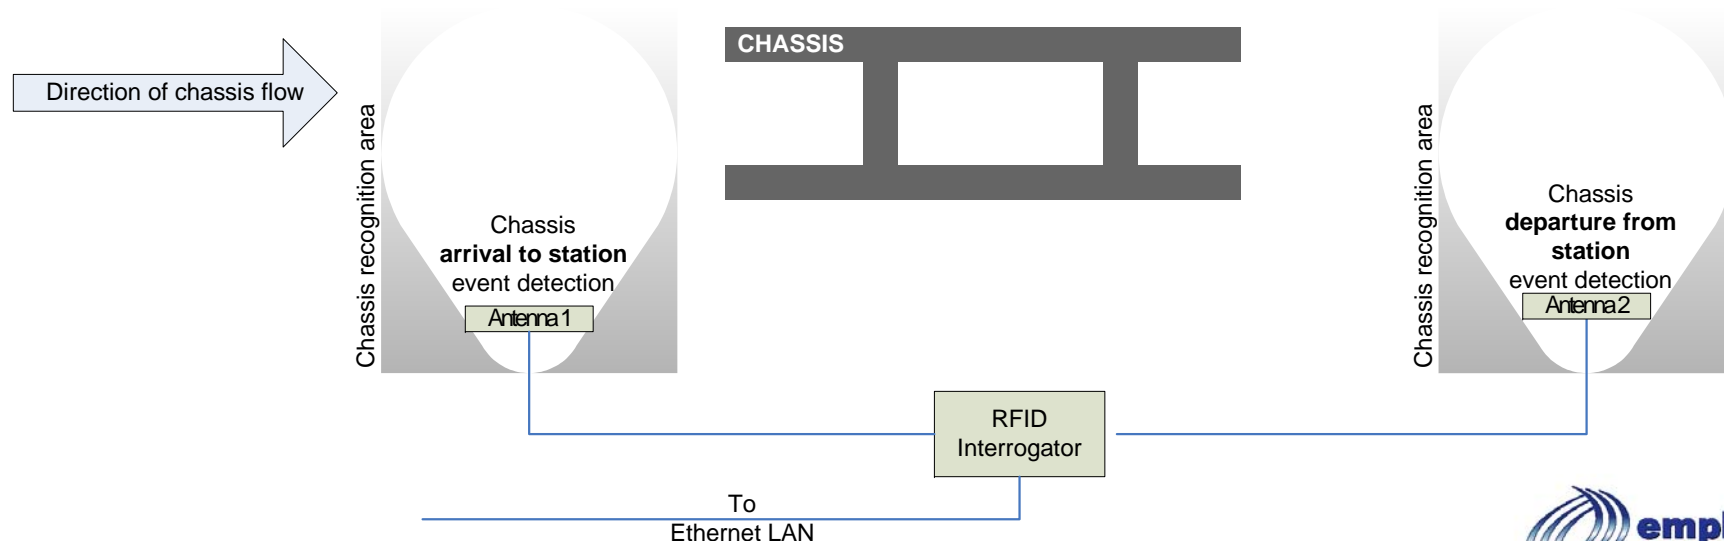 CHASSIS
Direction of chassis flow
Chassis recognition area
Chassis
arrival to station
event detection
Antenna 1
Chassis recognition area
Chassis
departure from
station
event detection
Antenna 2
RFID
Interrogator
To
Ethernet LAN